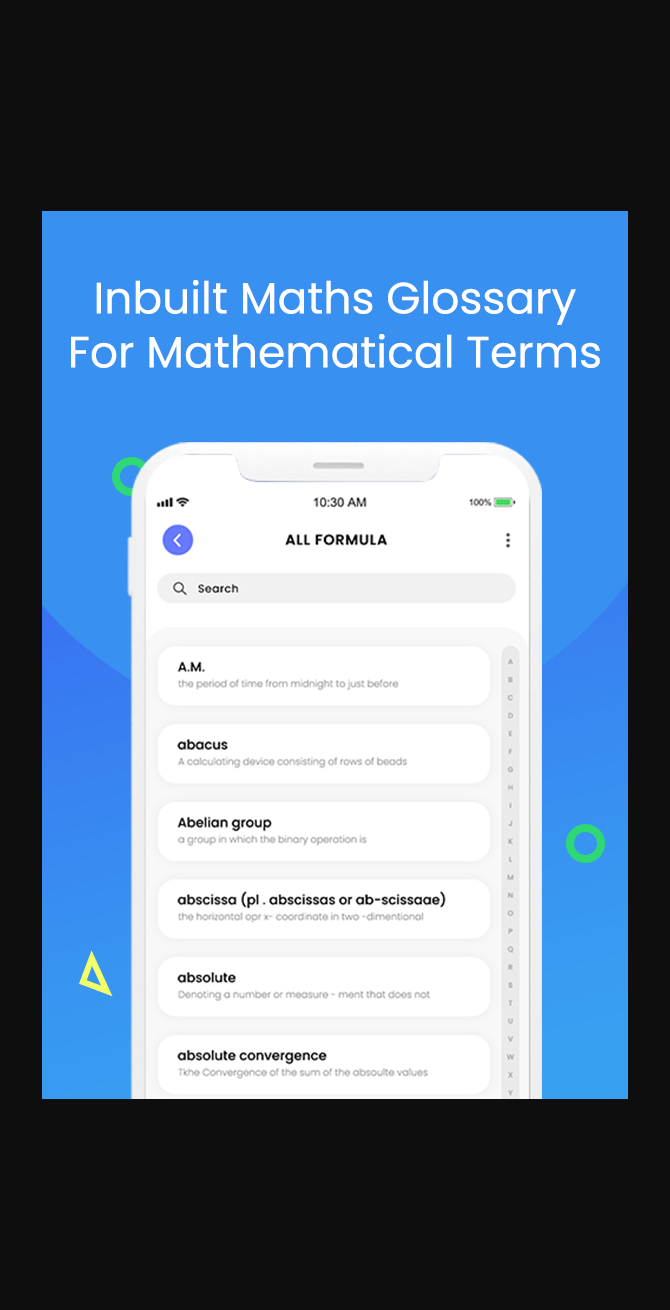 Inbuilt Maths Glossary
For Mathematical Terms
10:30 AM
100%
ALL FORMULA
Search
A.M.
the period of time from midnight to just before
abacus
A calculating device consisting of rows of beads
Abelian group
a group in which the binary operation is
abscissa (pl . abscissas or ab-scissaae)
the horizontal opr x- coordinate in two -dimentional
absolute
Denoting a number or measure - ment that does not
absolute convergence
Tkhe Convergence of the sum of the absoulte values
A
B
C
D
E
F
G
H
I
J
K
L
M
N
O
P
Q
R
S
T
U
V
W
X
Y